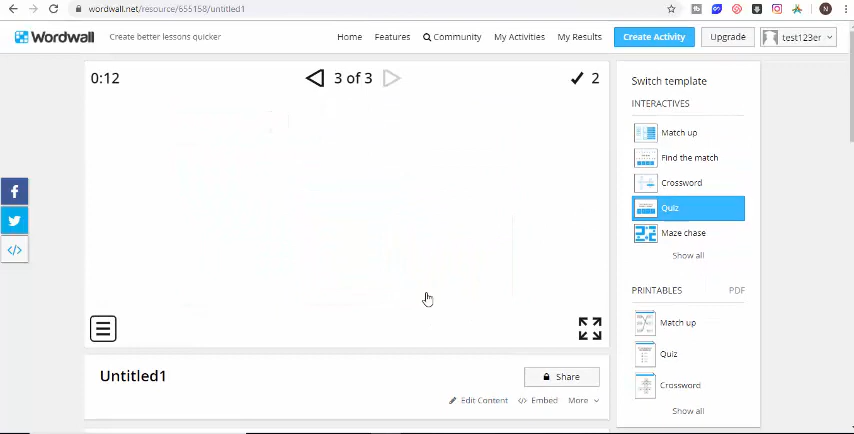 wordwall.net/resource/655158/untitled1
N
Wordwall
Create better lessons quicker
Home
Features
Community
My Activities
My Results
Create Activity
Upgrade
test123er
0:12
3 of 3
2
Switch template
INTERACTIVES
Match up
Find the match
Crossword
Quiz
Maze chase
Show all
PRINTABLES
PDF
Match up
Quiz
Crossword
Show all
Untitled1
Share
Edit Content
Embed
More